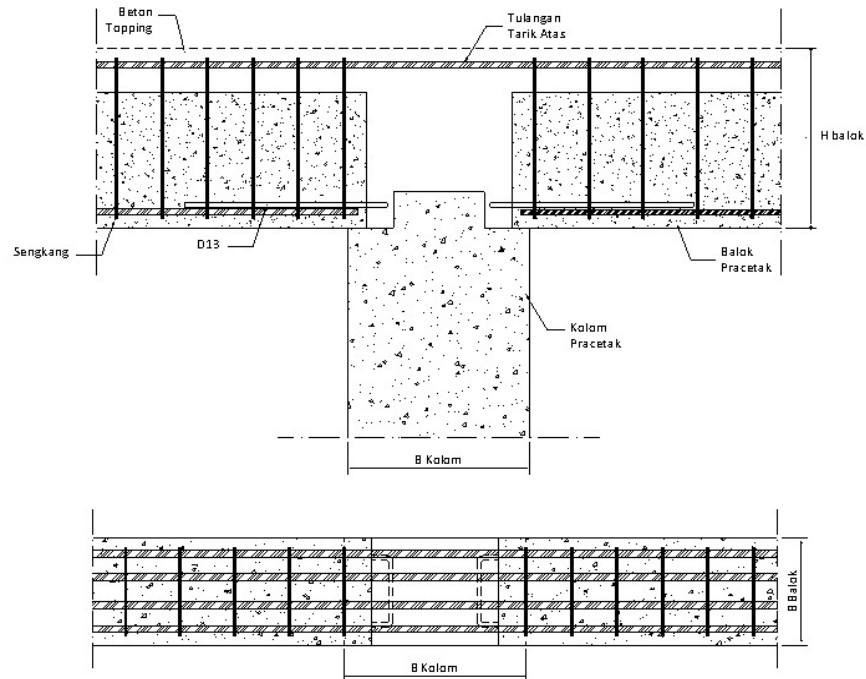 Beton
Topping
Tulangan
Tarik Atas
H balok
Sengkang
D13
Balok
Pracetak
Kolom
Pracetak
B Kolom
B Balok
B Kolom